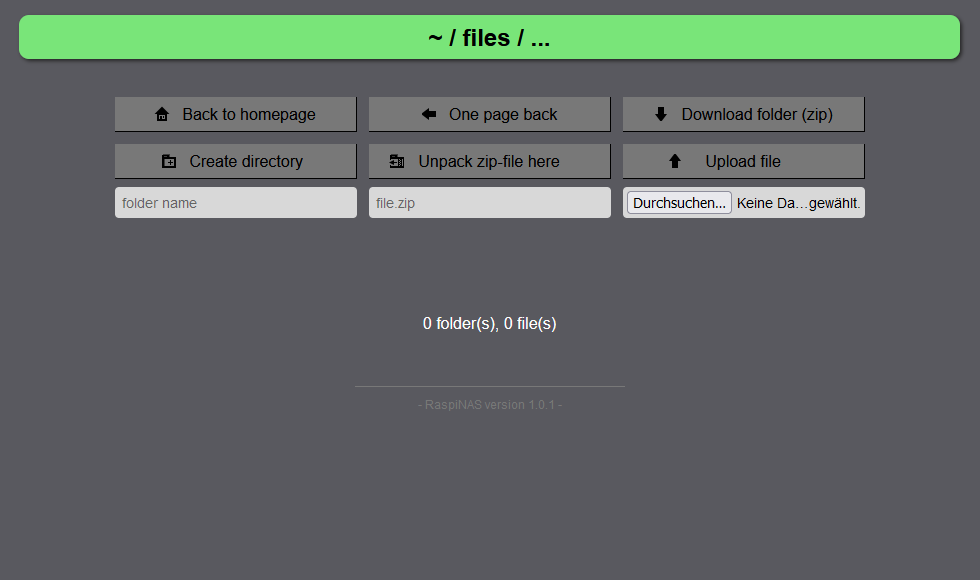 ~ / files / ...
Back to homepage
One page back
Download folder (zip)
Create directory
Unpack zip-file here
Upload file
folder name
file.zip
Durchsuchen... Keine Da...gewählt.
0 folder(s), 0 file(s)
- RaspiNAS version 1.0.1 -